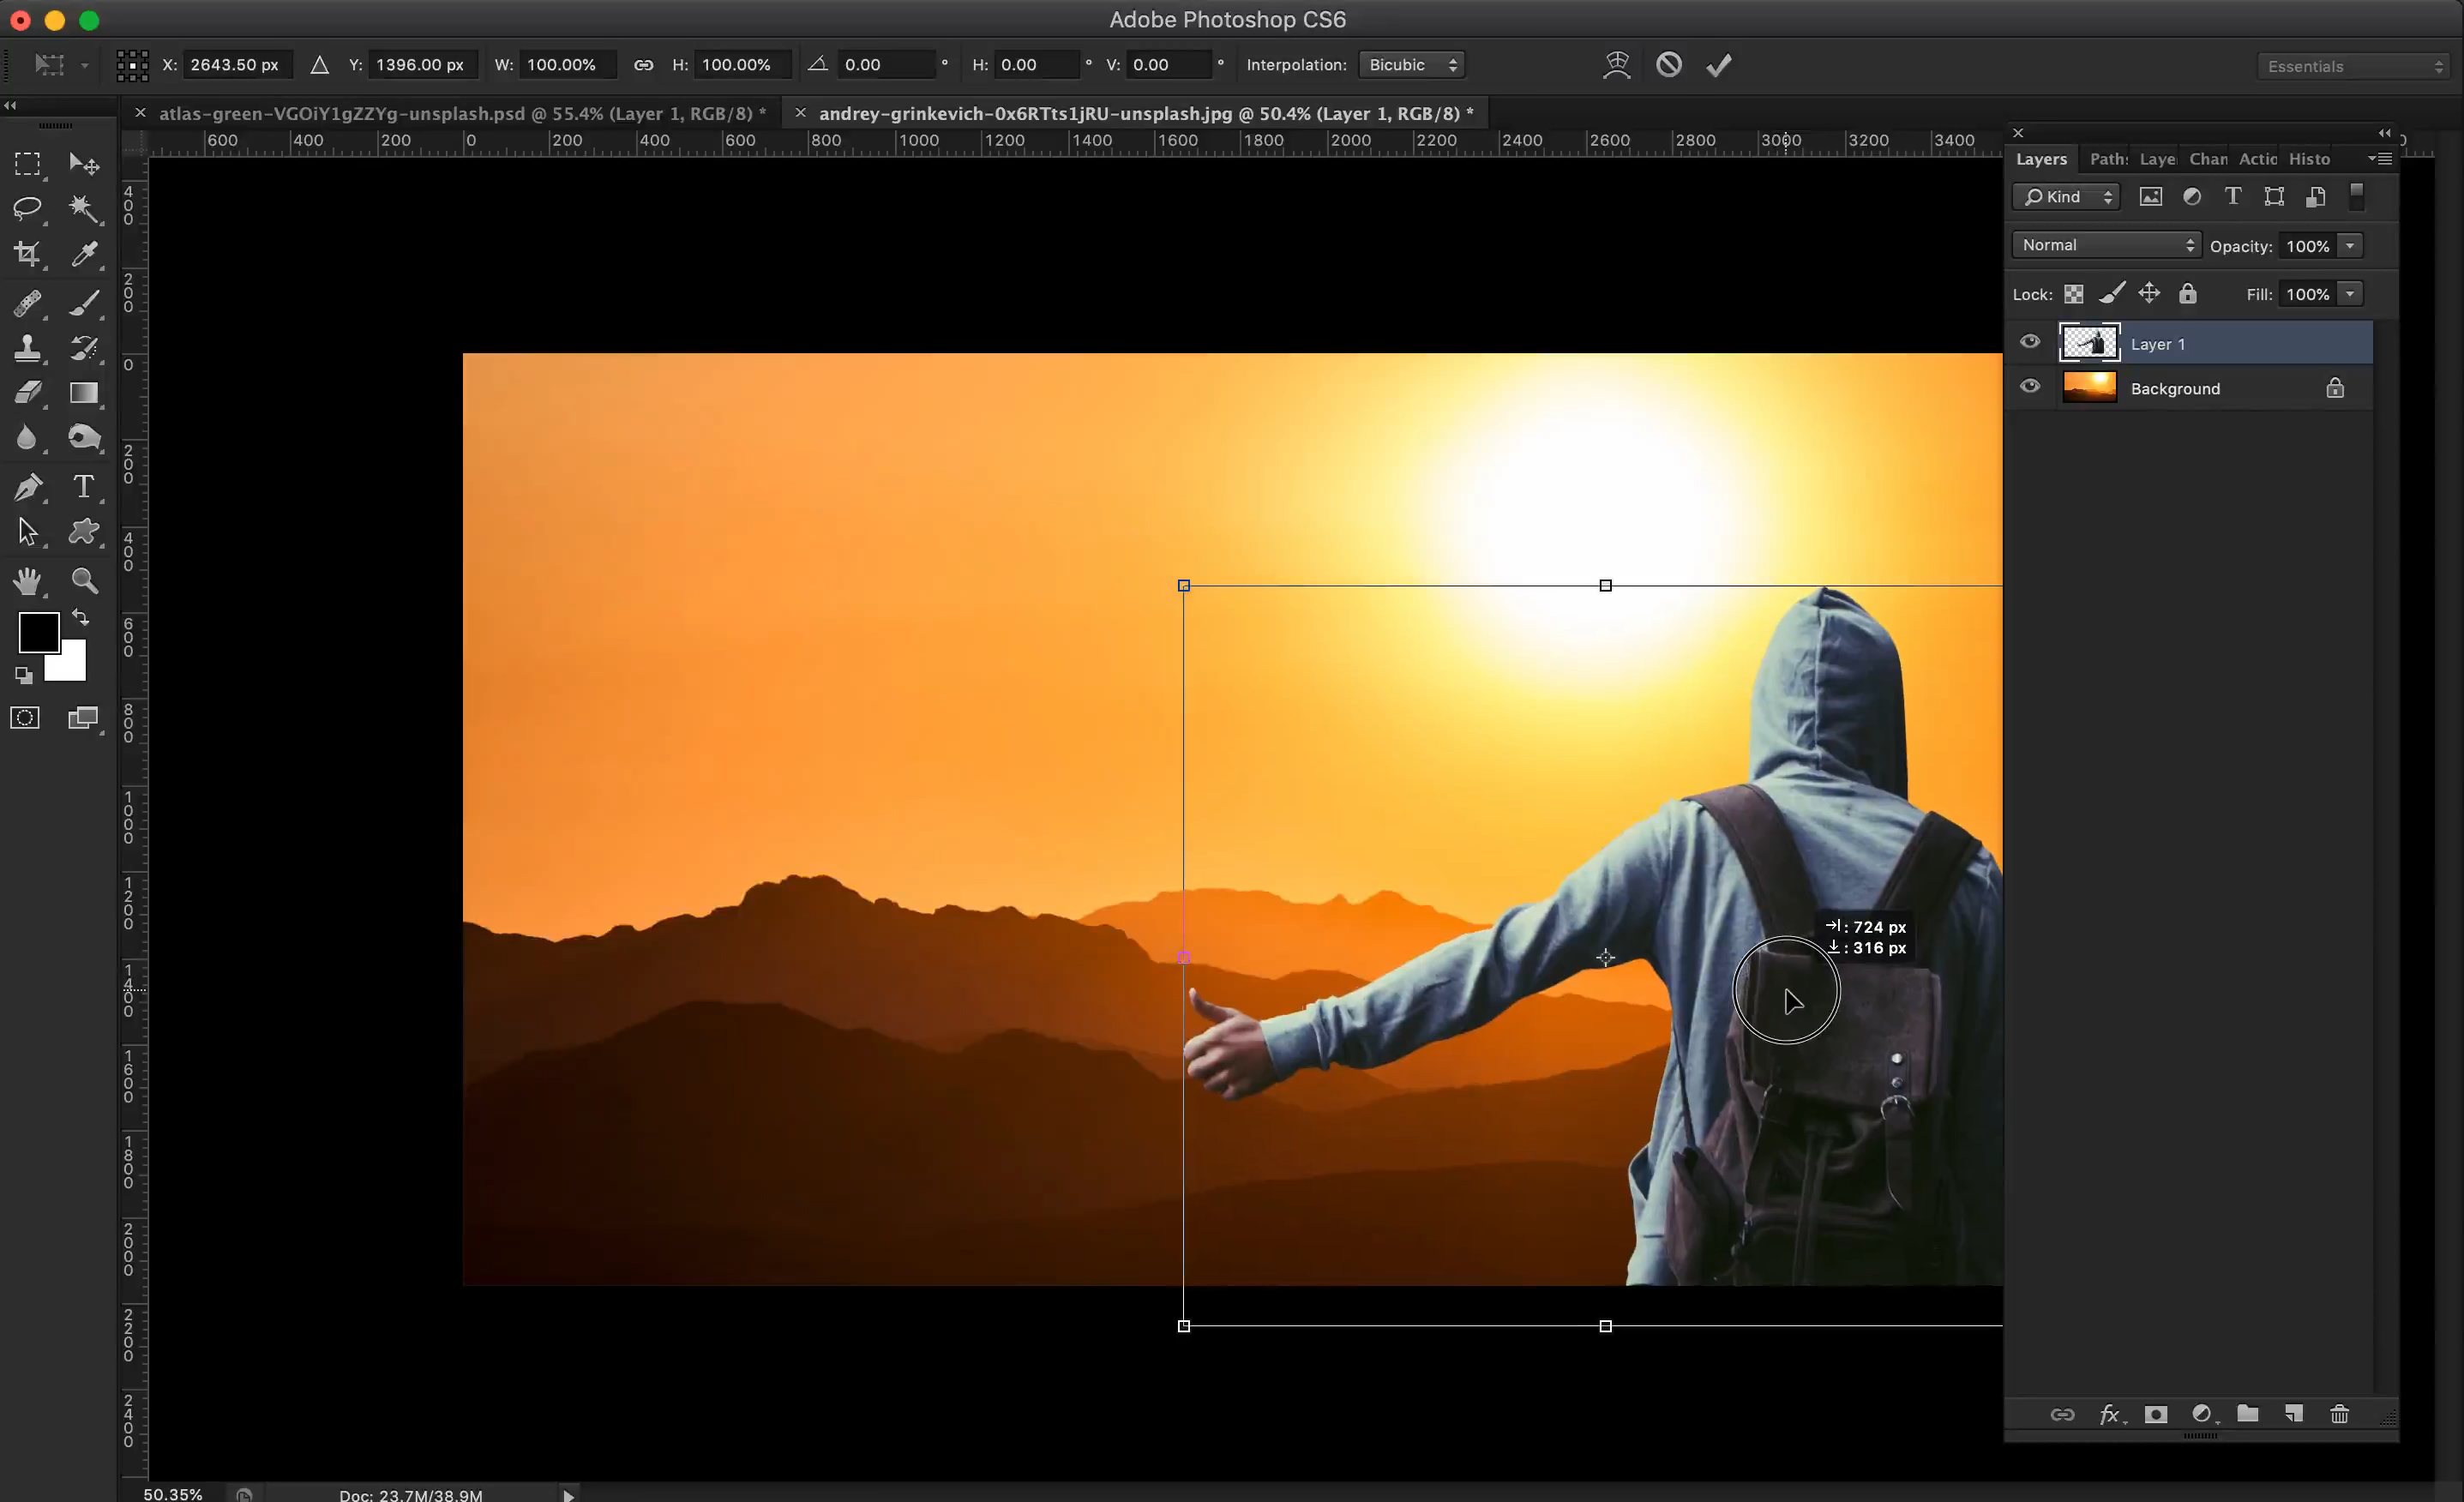 Adobe Photoshop CS6
X: 2643.50 px Y: 1396.00 px W: 100.00% H: 100.00% 0.00 ° H: 0.00 ° V: 0.00 ° Interpolation: Bicubic Essentials
atlas-green-VGOiY1gZZYg-unsplash.psd @ 55.4% (Layer 1, RGB/8) * andrey-grinkevich-0x6RTts1jRU-unsplash.jpg @ 50.4% (Layer 1, RGB/8) *
600 400 200 0 200 400 600 800 1000 1200 1400 1600 1800 2000 2200 2400 2600 2800 3000 3200 3400
Layers Path: Laye Chan Actic Histo
Kind
Normal Opacity: 100%
Lock: Fill: 100%
Layer 1
Background
400
200
0
200
400
600
800
1000
1200
1400
1600
1800
2000
2200
2400
: 724 px
: 316 px
50.35% Doc: 23.7M/38.9M